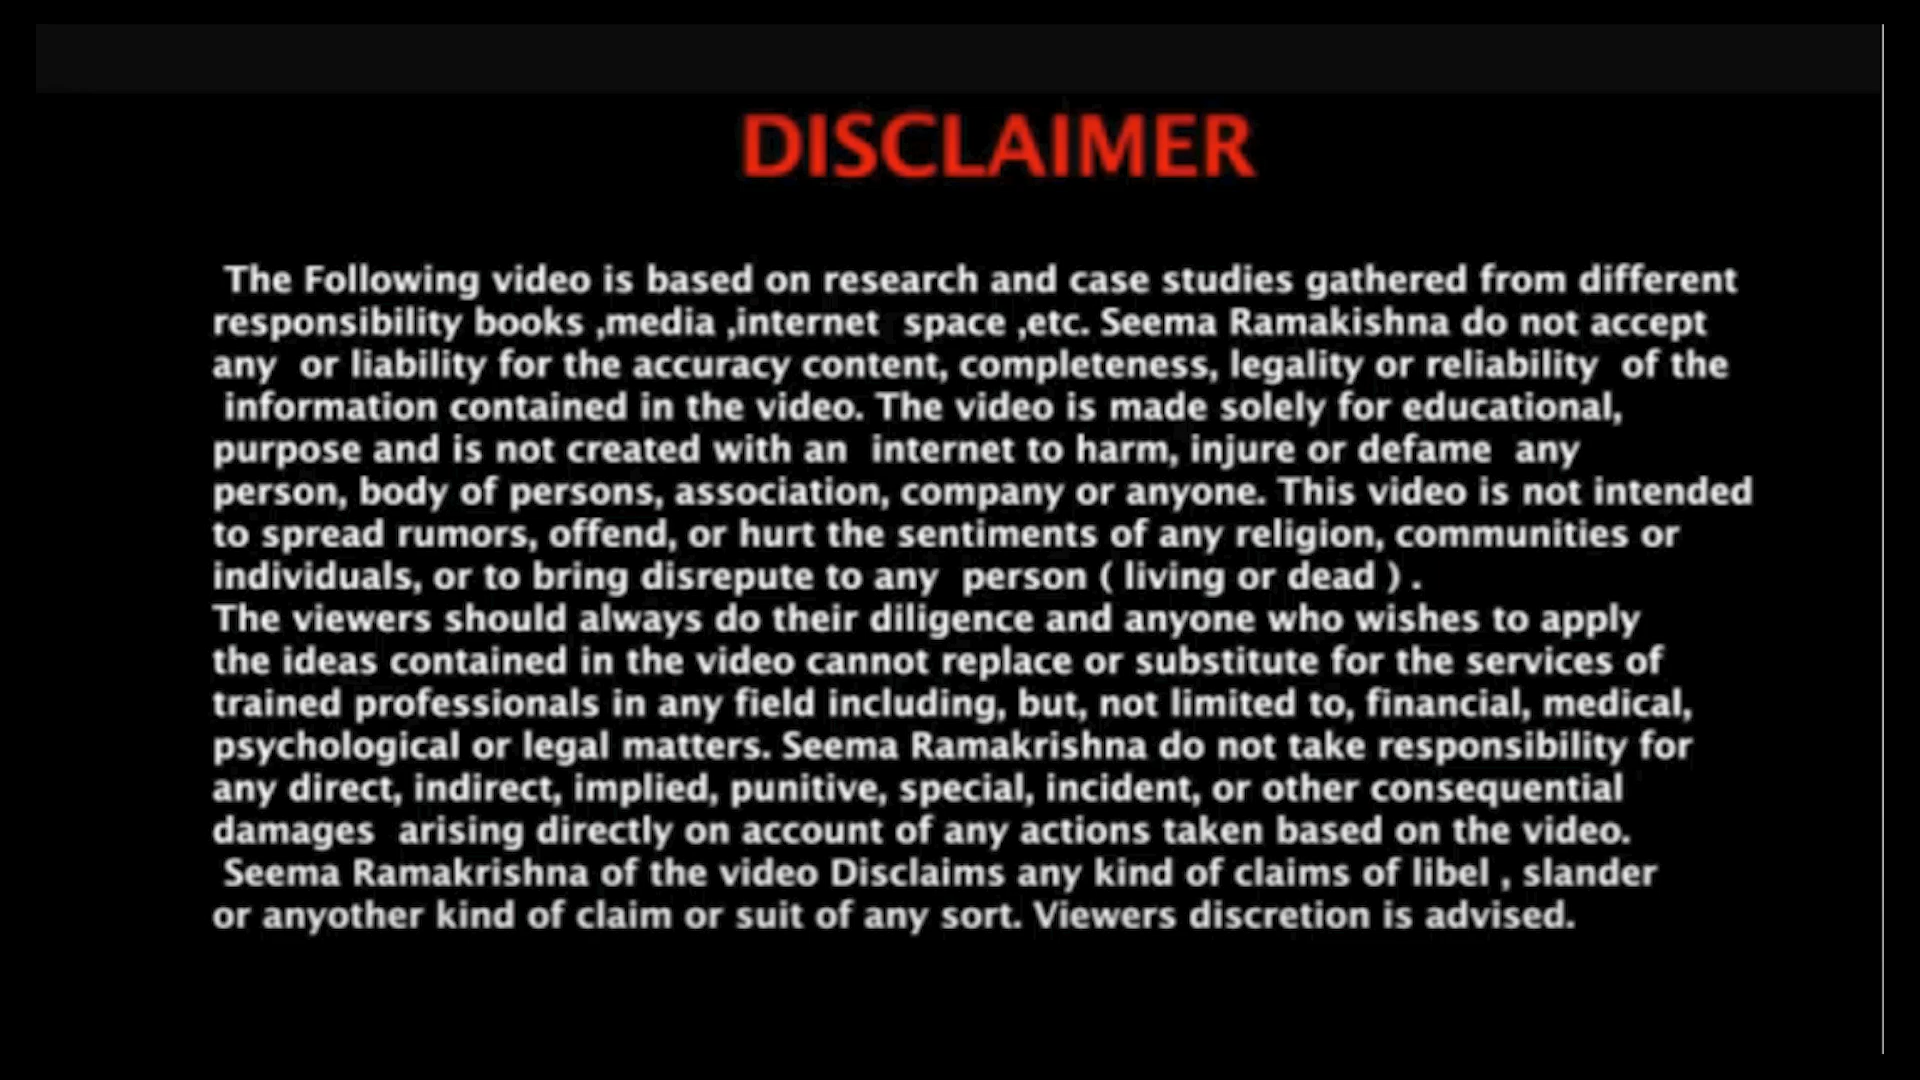 DISCLAIMER
The Following video is based on research and case studies gathered from different
responsibility books ,media ,internet space ,etc. Seema Ramakishna do not accept
any or liability for the accuracy content, completeness, legality or reliability of the
information contained in the video. The video is made solely for educational,
purpose and is not created with an internet to harm, injure or defame any
person, body of persons, association, company or anyone. This video is not intended
to spread rumors, offend, or hurt the sentiments of any religion, communities or
individuals, or to bring disrepute to any person ( living or dead ) .
The viewers should always do their diligence and anyone who wishes to apply
the ideas contained in the video cannot replace or substitute for the services of
trained professionals in any field including, but, not limited to, financial, medical,
psychological or legal matters. Seema Ramakrishna do not take responsibility for
any direct, indirect, implied, punitive, special, incident, or other consequential
damages arising directly on account of any actions taken based on the video.
Seema Ramakrishna of the video Disclaims any kind of claims of libel , slander
or anyother kind of claim or suit of any sort. Viewers discretion is advised.